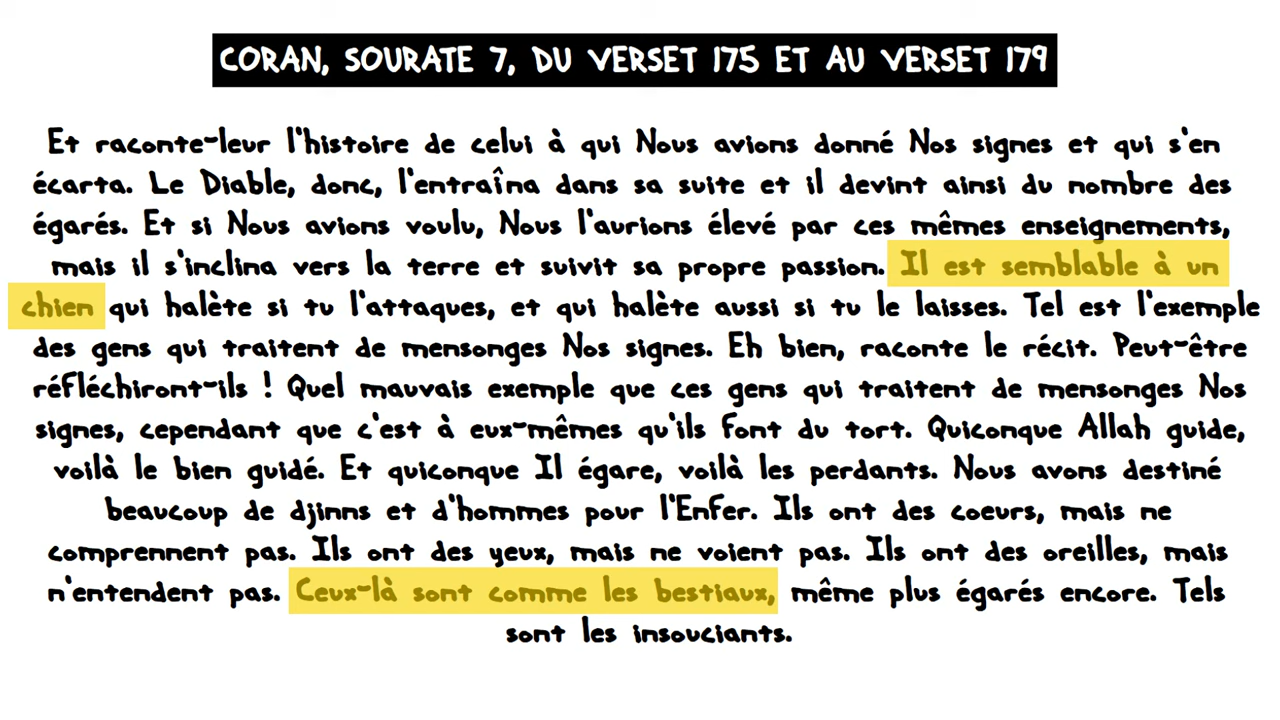 CORAN, SOURATE 7, DU VERSET 175 ET AU VERSET 179
Et raconte-leur l'histoire de celui à qui Nous avions donné Nos signes et qui s'en
écarta. Le Diable, donc, l'entraîna dans sa suite et il devint ainsi du nombre des
égarés. Et si Nous avions voulu, Nous l'aurions élevé par ces mêmes enseignements,
mais il s'inclina vers la terre et suivit sa propre passion. Il est semblable à un
chien qui halète si tu l'attaques, et qui halète aussi si tu le laisses. Tel est l'exemple
des gens qui traitent de mensonges Nos signes. Eh bien, raconte le récit. Peut-être
réfléchiront-ils ! Quel mauvais exemple que ces gens qui traitent de mensonges Nos
signes, cependant que c'est à eux-mêmes qu'ils font du tort. Quiconque Allah guide,
voilà le bien guidé. Et quiconque Il égare, voilà les perdants. Nous avons destiné
beaucoup de djinns et d'hommes pour l'Enfer. Ils ont des coeurs, mais ne
comprennent pas. Ils ont des yeux, mais ne voient pas. Ils ont des oreilles, mais
n'entendent pas. Ceux-là sont comme les bestiaux, même plus égarés encore. Tels
sont les insouciants.